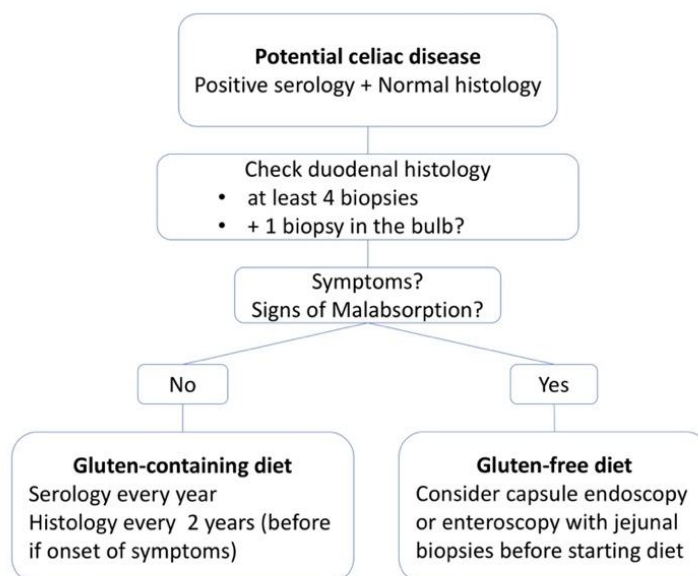 Potential celiac disease
Positive serology + Normal histology
Check duodenal histology
• at least 4 biopsies
• + 1 biopsy in the bulb?
Symptoms?
Signs of Malabsorption?
No
Yes
Gluten-containing diet
Serology every year
Histology every 2 years (before
if onset of symptoms)
Gluten-free diet
Consider capsule endoscopy
or enteroscopy with jejunal
biopsies before starting diet